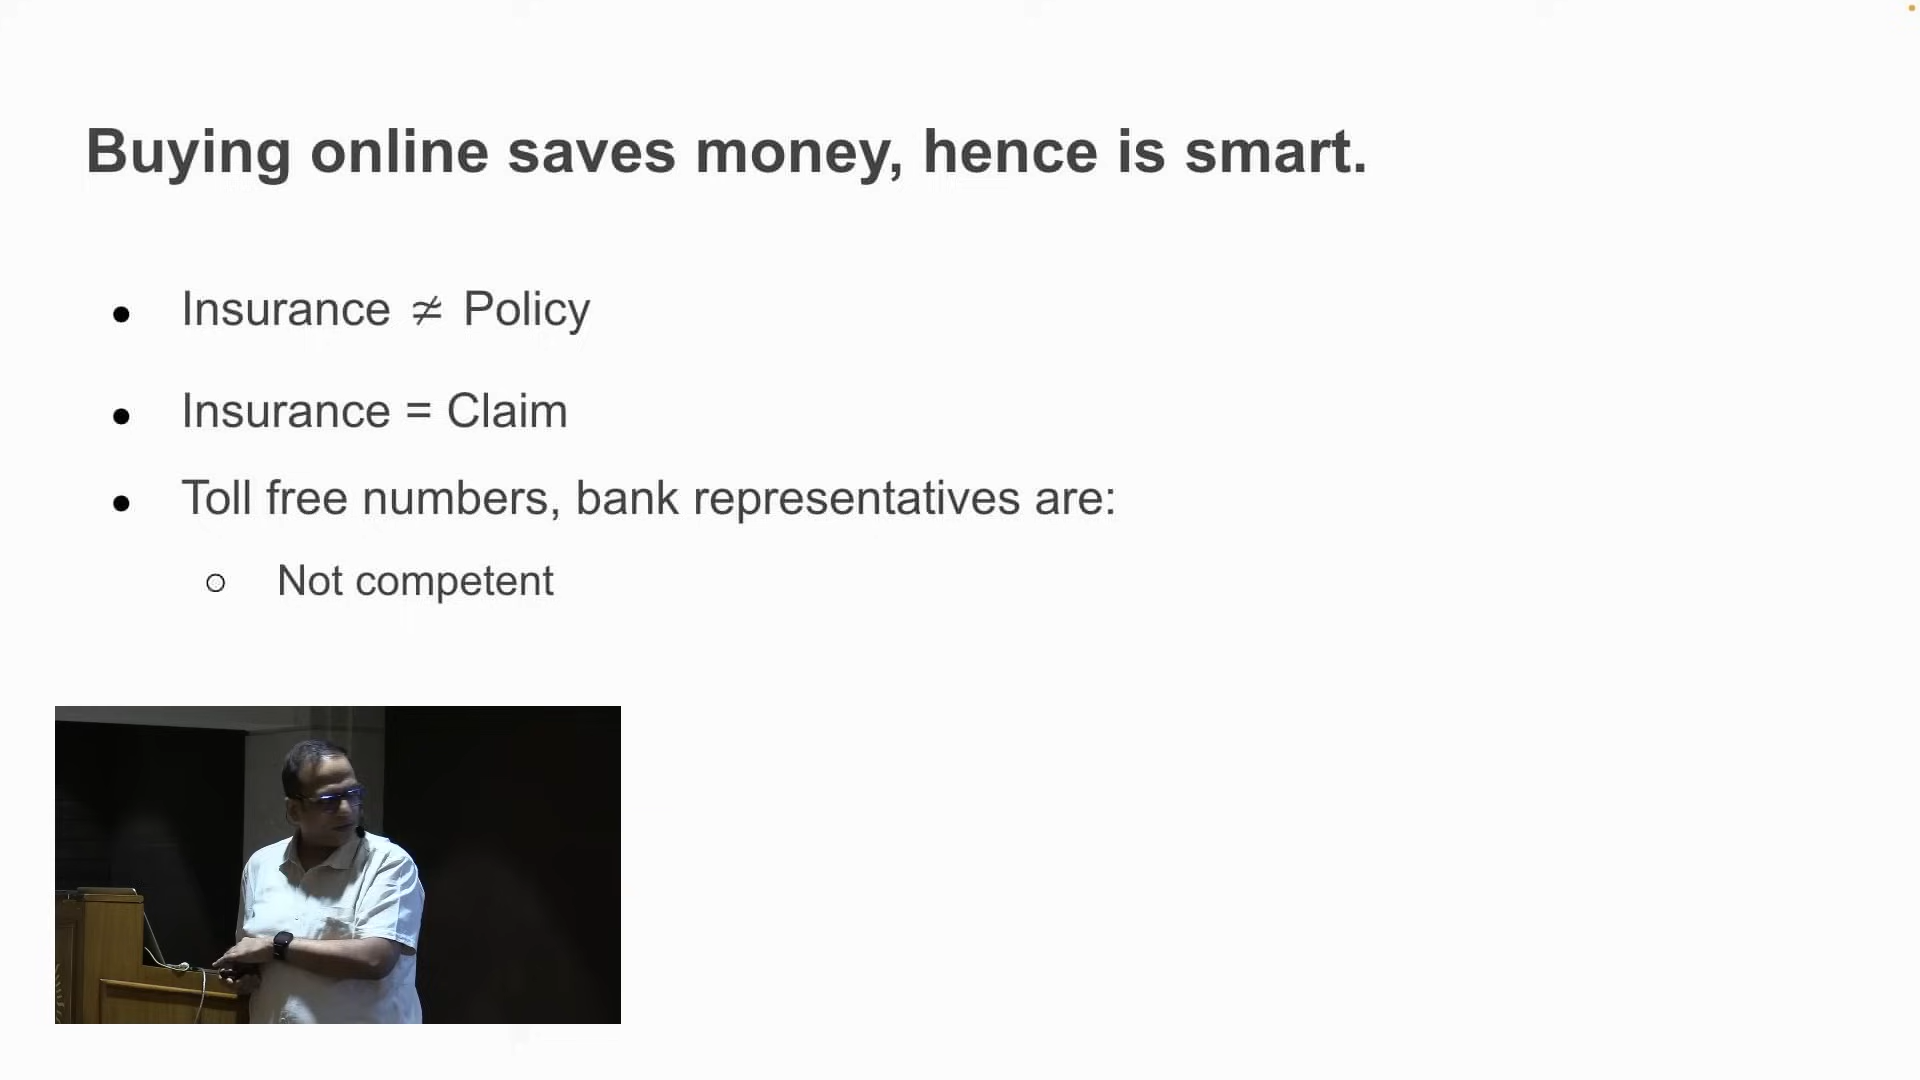 Buying online saves money, hence is smart.
● Insurance ≄ Policy
● Insurance = Claim
● Toll free numbers, bank representatives are:
○ Not competent